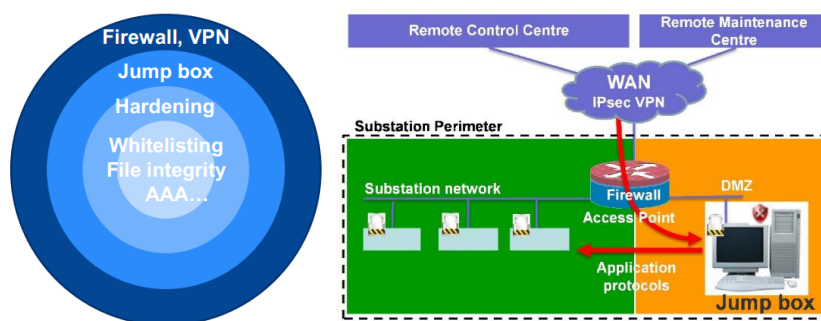 Firewall, VPN
Jump box
Hardening
Whitelisting
File integrity
AAA...
Remote Control Centre
Remote Maintenance
Centre
WAN
IPsec VPN
Substation Perimeter
Substation network
Firewall
DMZ
Access Point
Application
protocols
Jump box